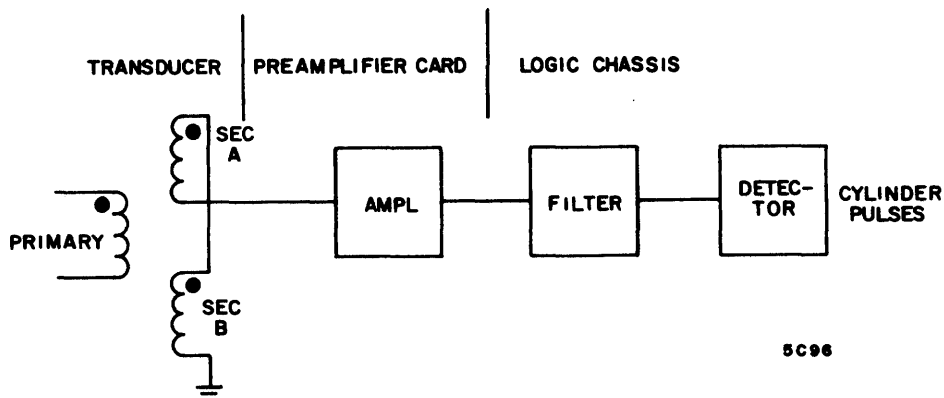 TRANSDUCER
PREAMPLIFIER CARD
LOGIC CHASSIS
SEC
A
PRIMARY
AMPL
FILTER
DETEC-
TOR
CYLINDER
PULSES
SEC
B
5C96